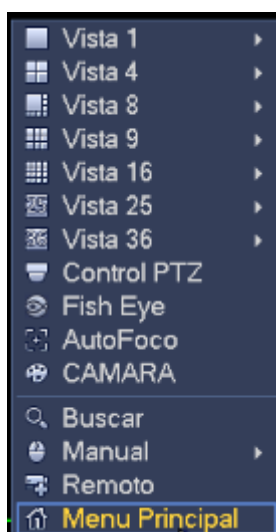 Vista 1
Vista 4
Vista 8
Vista 9
Vista 16
Vista 25
Vista 36
Control PTZ
Fish Eye
AutoFoco
CAMARA
Buscar
Manual
Remoto
Menu Principal